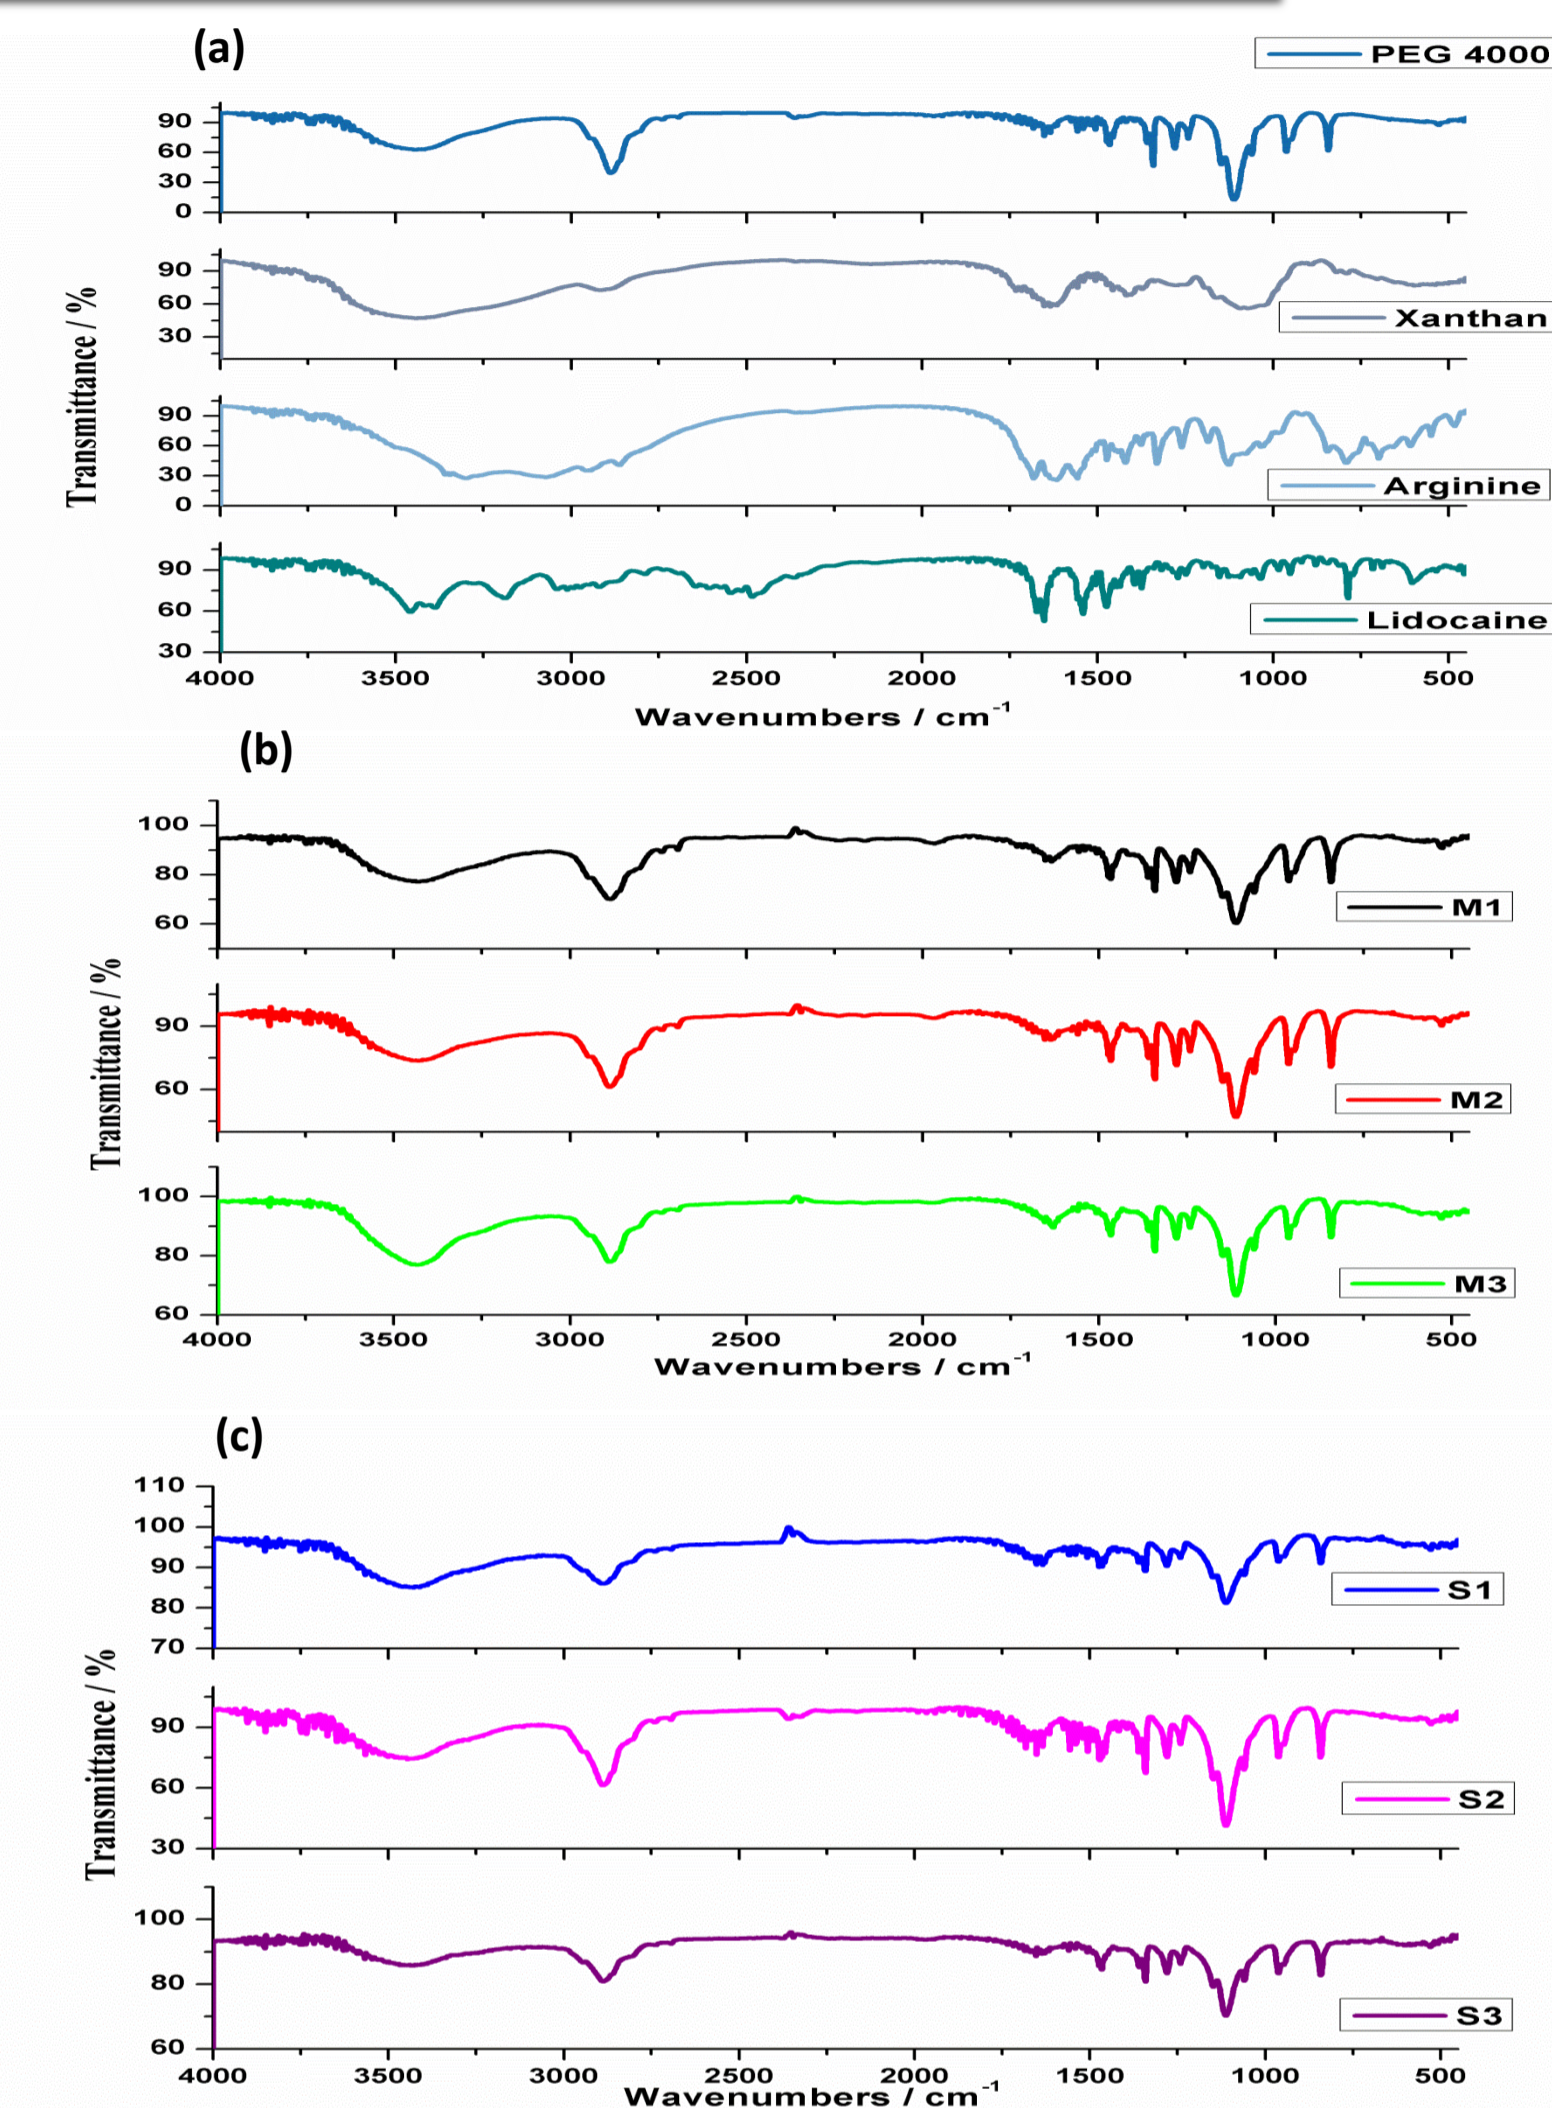 (a)
PEG 4000
90
60
30
0
Xanthan
90
60
30
Arginine
90
60
30
0
Lidocaine
90
60
30
Transmittance / %
4000 3500 3000 2500 2000 1500 1000 500
Wavenumbers / cm⁻¹
(b)
100
80
60
M1
90
60
M2
100
80
60
M3
Transmittance / %
4000 3500 3000 2500 2000 1500 1000 500
Wavenumbers / cm⁻¹
(c)
110
100
90
80
70
S1
90
60
30
S2
100
80
60
S3
Transmittance / %
4000 3500 3000 2500 2000 1500 1000 500
Wavenumbers / cm⁻¹